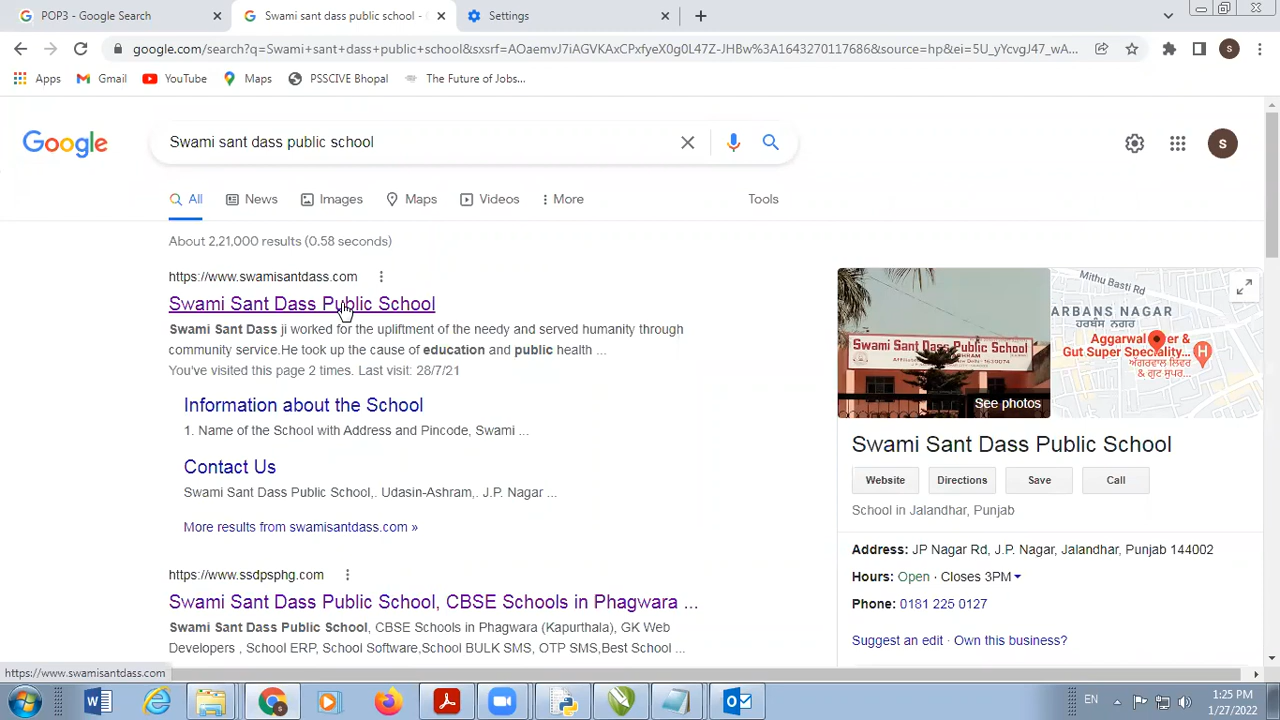 POP3 - Google Search
Swami sant dass public school -
Settings
google.com/search?q=Swami+sant+dass+public+school&sxsrf=AOaemvJ7iAGVKAxCPxfyeX0g0L47Z-JHBw%3A1643270117686&source=hp&ei=5U_yYcvgJ47_wA...
Apps
Gmail
YouTube
Maps
PSSCIVE Bhopal
The Future of Jobs...
Google
Swami sant dass public school
S
All
News
Images
Maps
Videos
More
Tools
About 2,21,000 results (0.58 seconds)
https://www.swamisantdass.com
Swami Sant Dass Public School
Swami Sant Dass ji worked for the upliftment of the needy and served humanity through
community service.He took up the cause of education and public health ...
You've visited this page 2 times. Last visit: 28/7/21
Information about the School
1. Name of the School with Address and Pincode, Swami ...
Contact Us
Swami Sant Dass Public School,. Udasin-Ashram,. J.P. Nagar ...
More results from swamisantdass.com »
https://www.ssdpsphg.com
Swami Sant Dass Public School, CBSE Schools in Phagwara ...
Swami Sant Dass Public School, CBSE Schools in Phagwara (Kapurthala), GK Web
Developers , School ERP, School Software,School BULK SMS, OTP SMS,Best School ...
Swami Sant Dass Public School
See photos
Mithu Basti Rd
ARBANS NAGAR
ਹਰਬੰਸ ਨਗਰ
Aggarwal er &
Gut Super Speciality...
Swami Sant Dass Public School
Website
Directions
Save
Call
School in Jalandhar, Punjab
Address: JP Nagar Rd, J.P. Nagar, Jalandhar, Punjab 144002
Hours: Open · Closes 3PM
Phone: 0181 225 0127
Suggest an edit · Own this business?
https://www.swamisantdass.com
EN
1:25 PM
1/27/2022